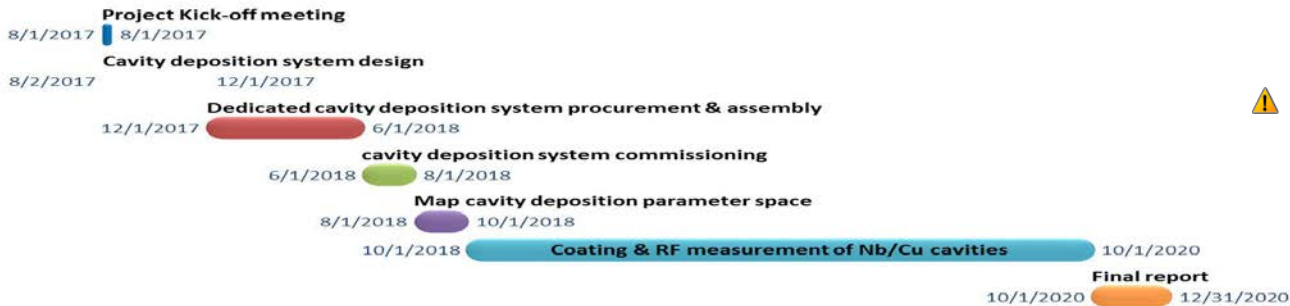 Project Kick-off meeting
8/1/2017 8/1/2017
Cavity deposition system design
8/2/2017 12/1/2017
Dedicated cavity deposition system procurement & assembly
12/1/2017 6/1/2018
cavity deposition system commissioning
6/1/2018 8/1/2018
Map cavity deposition parameter space
8/1/2018 10/1/2018
10/1/2018 Coating & RF measurement of Nb/Cu cavities 10/1/2020
Final report
10/1/2020 12/31/2020